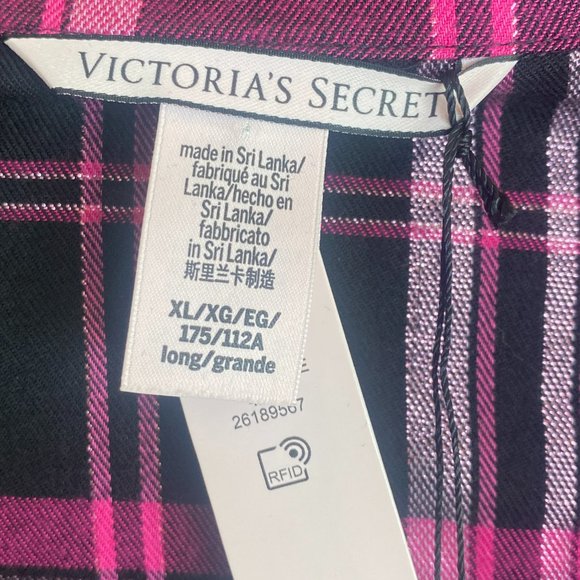 VICTORIA'S SECRET
made in Sri Lanka/
fabriqué au Sri
Lanka/hecho en
Sri Lanka/
fabbricato
in Sri Lanka/
斯里兰卡制造
XL/XG/EG/
175/112A
long/grande
26189567
RFID